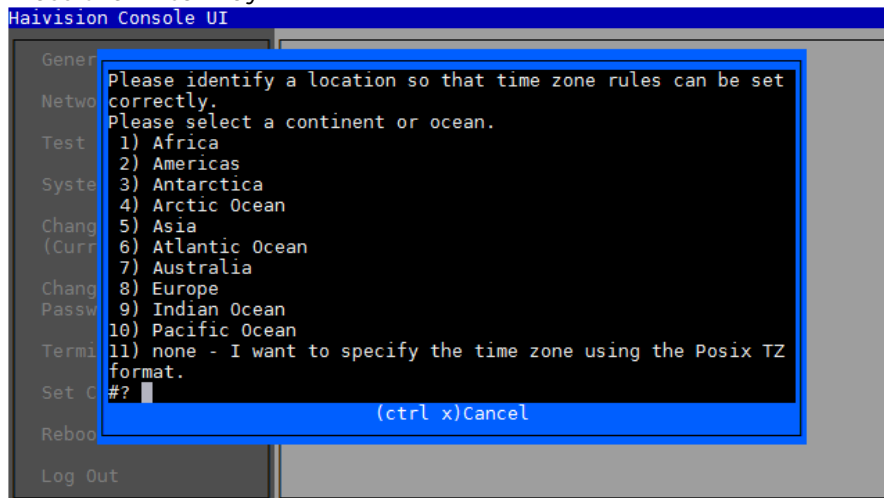 Haivision Console UI
Gener
Please identify a location so that time zone rules can be set
Netwo
correctly.
Please select a continent or ocean.
Test
1) Africa
2) Americas
Syste
3) Antarctica
4) Arctic Ocean
Chang
5) Asia
(Curr
6) Atlantic Ocean
7) Australia
Chang
8) Europe
Passw
9) Indian Ocean
10) Pacific Ocean
Termi
11) none - I want to specify the time zone using the Posix TZ
format.
Set C
#?
(ctrl x)Cancel
Reboo
Log Out